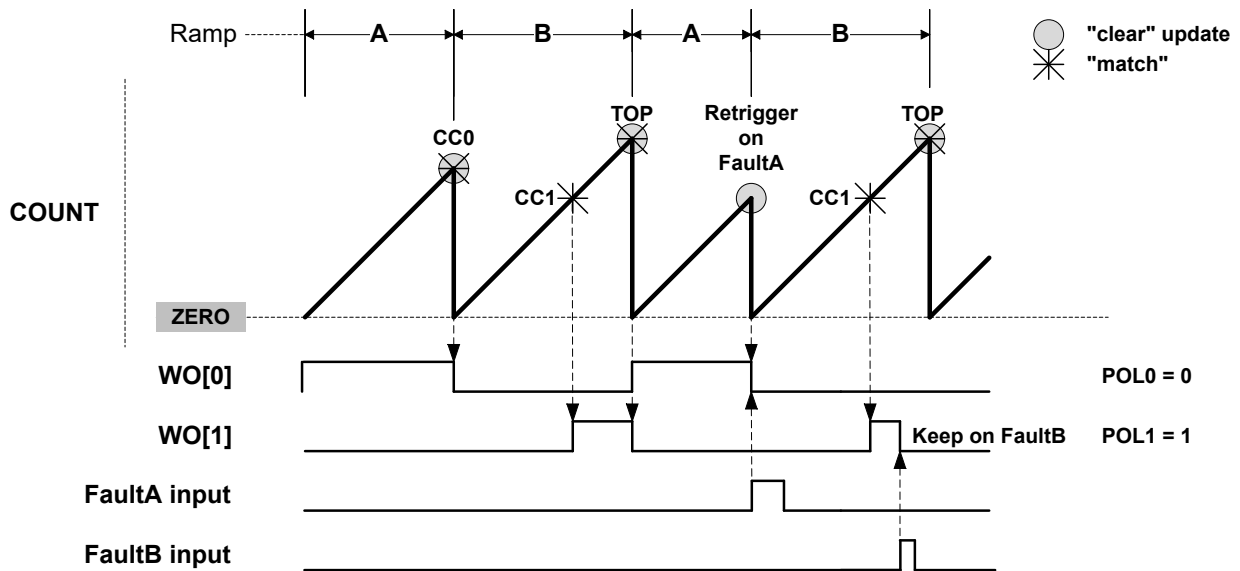 Ramp A B A B
"clear" update
"match"
TOP Retrigger TOP
on
CC0 FaultA
CC1 CC1
COUNT
ZERO
WO[0] POL0 = 0
WO[1] Keep on FaultB POL1 = 1
FaultA input
FaultB input